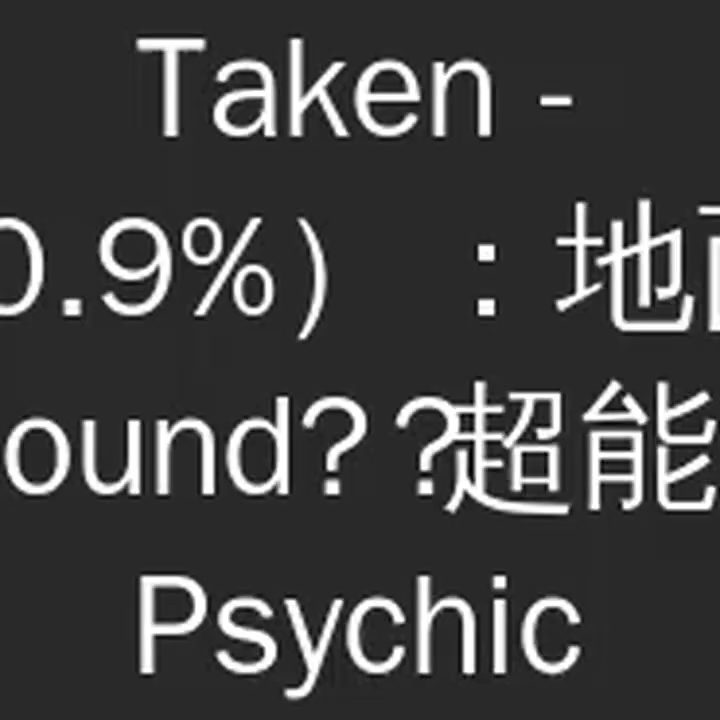 Taken -
0.9%） ：地
ound? ?超能
Psychic